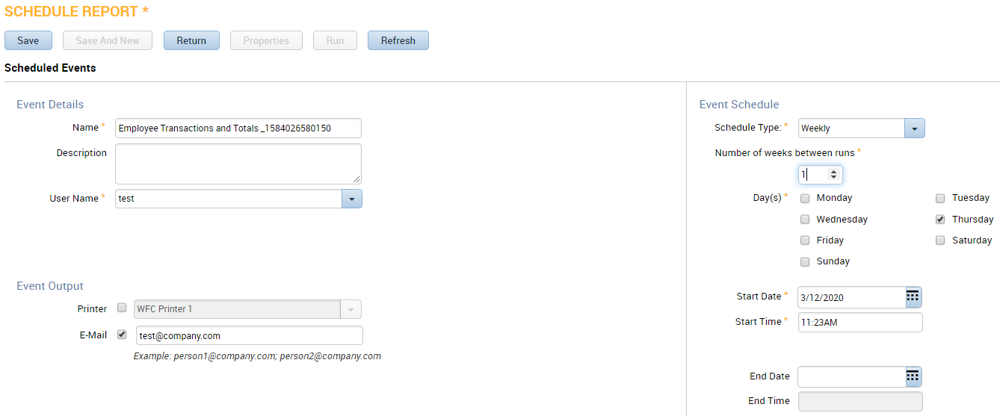 SCHEDULE REPORT *
Save Save And New Return Properties Run Refresh
Scheduled Events
Event Details
Name * Employee Transactions and Totals _1584026580150
Description
User Name * test
Event Output
Printer WFC Printer 1
E-Mail test@company.com
Example: person1@company.com; person2@company.com
Event Schedule
Schedule Type: * Weekly
Number of weeks between runs *
1
Day(s) * Monday Tuesday
Wednesday Thursday
Friday Saturday
Sunday
Start Date * 3/12/2020
Start Time * 11:23AM
End Date
End Time